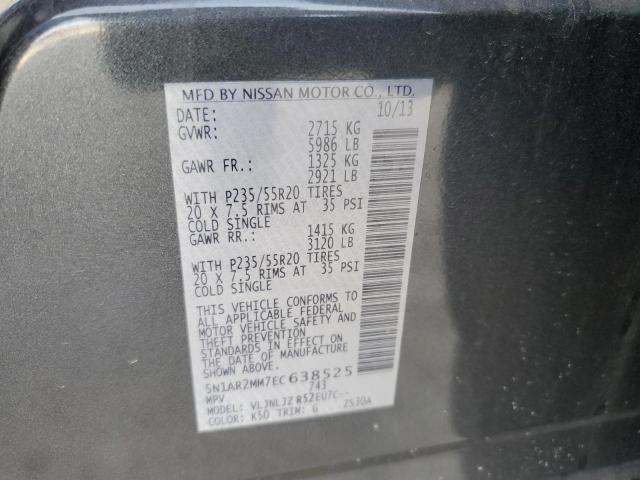 MFD BY NISSAN MOTOR CO., LTD.
DATE: 10/13
GVWR: 2715 KG
5986 LB
GAWR FR.: 1325 KG
2921 LB
WITH P235/55R20 TIRES
20 X 7.5 RIMS AT 35 PSI
COLD SINGLE
GAWR RR.: 1415 KG
3120 LB
WITH P235/55R20 TIRES
20 X 7.5 RIMS AT 35 PSI
COLD SINGLE
THIS VEHICLE CONFORMS TO
ALL APPLICABLE FEDERAL
MOTOR VEHICLE SAFETY AND
THEFT PREVENTION
STANDARDS IN EFFECT ON
THE DATE OF MANUFACTURE
SHOWN ABOVE.
5N1AR2MM7EC638525
MPV 743
MODEL: VLJNLJZ R52EU7C--
COLOR: K50 TRIM: G 2530A